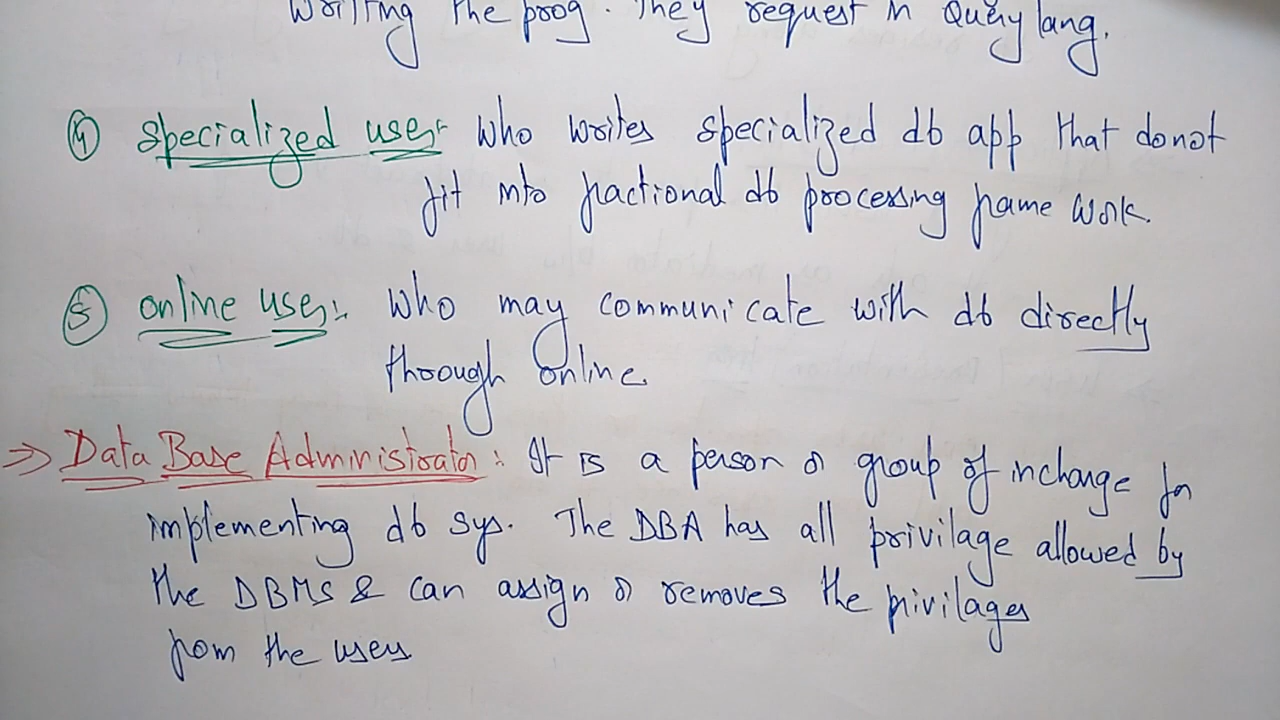 writing the prog. They request in Query lang.
④ specialized user: who writes specialized db app that donot
fit into fractional db processing frame work.
⑤ online user: who may communicate with db directly
through online.
⇒ Data Base Administrator: It is a person or group of incharge for
implementing db sys. The DBA has all privilage allowed by
the DBMS & can assign or removes the privilages
from the users